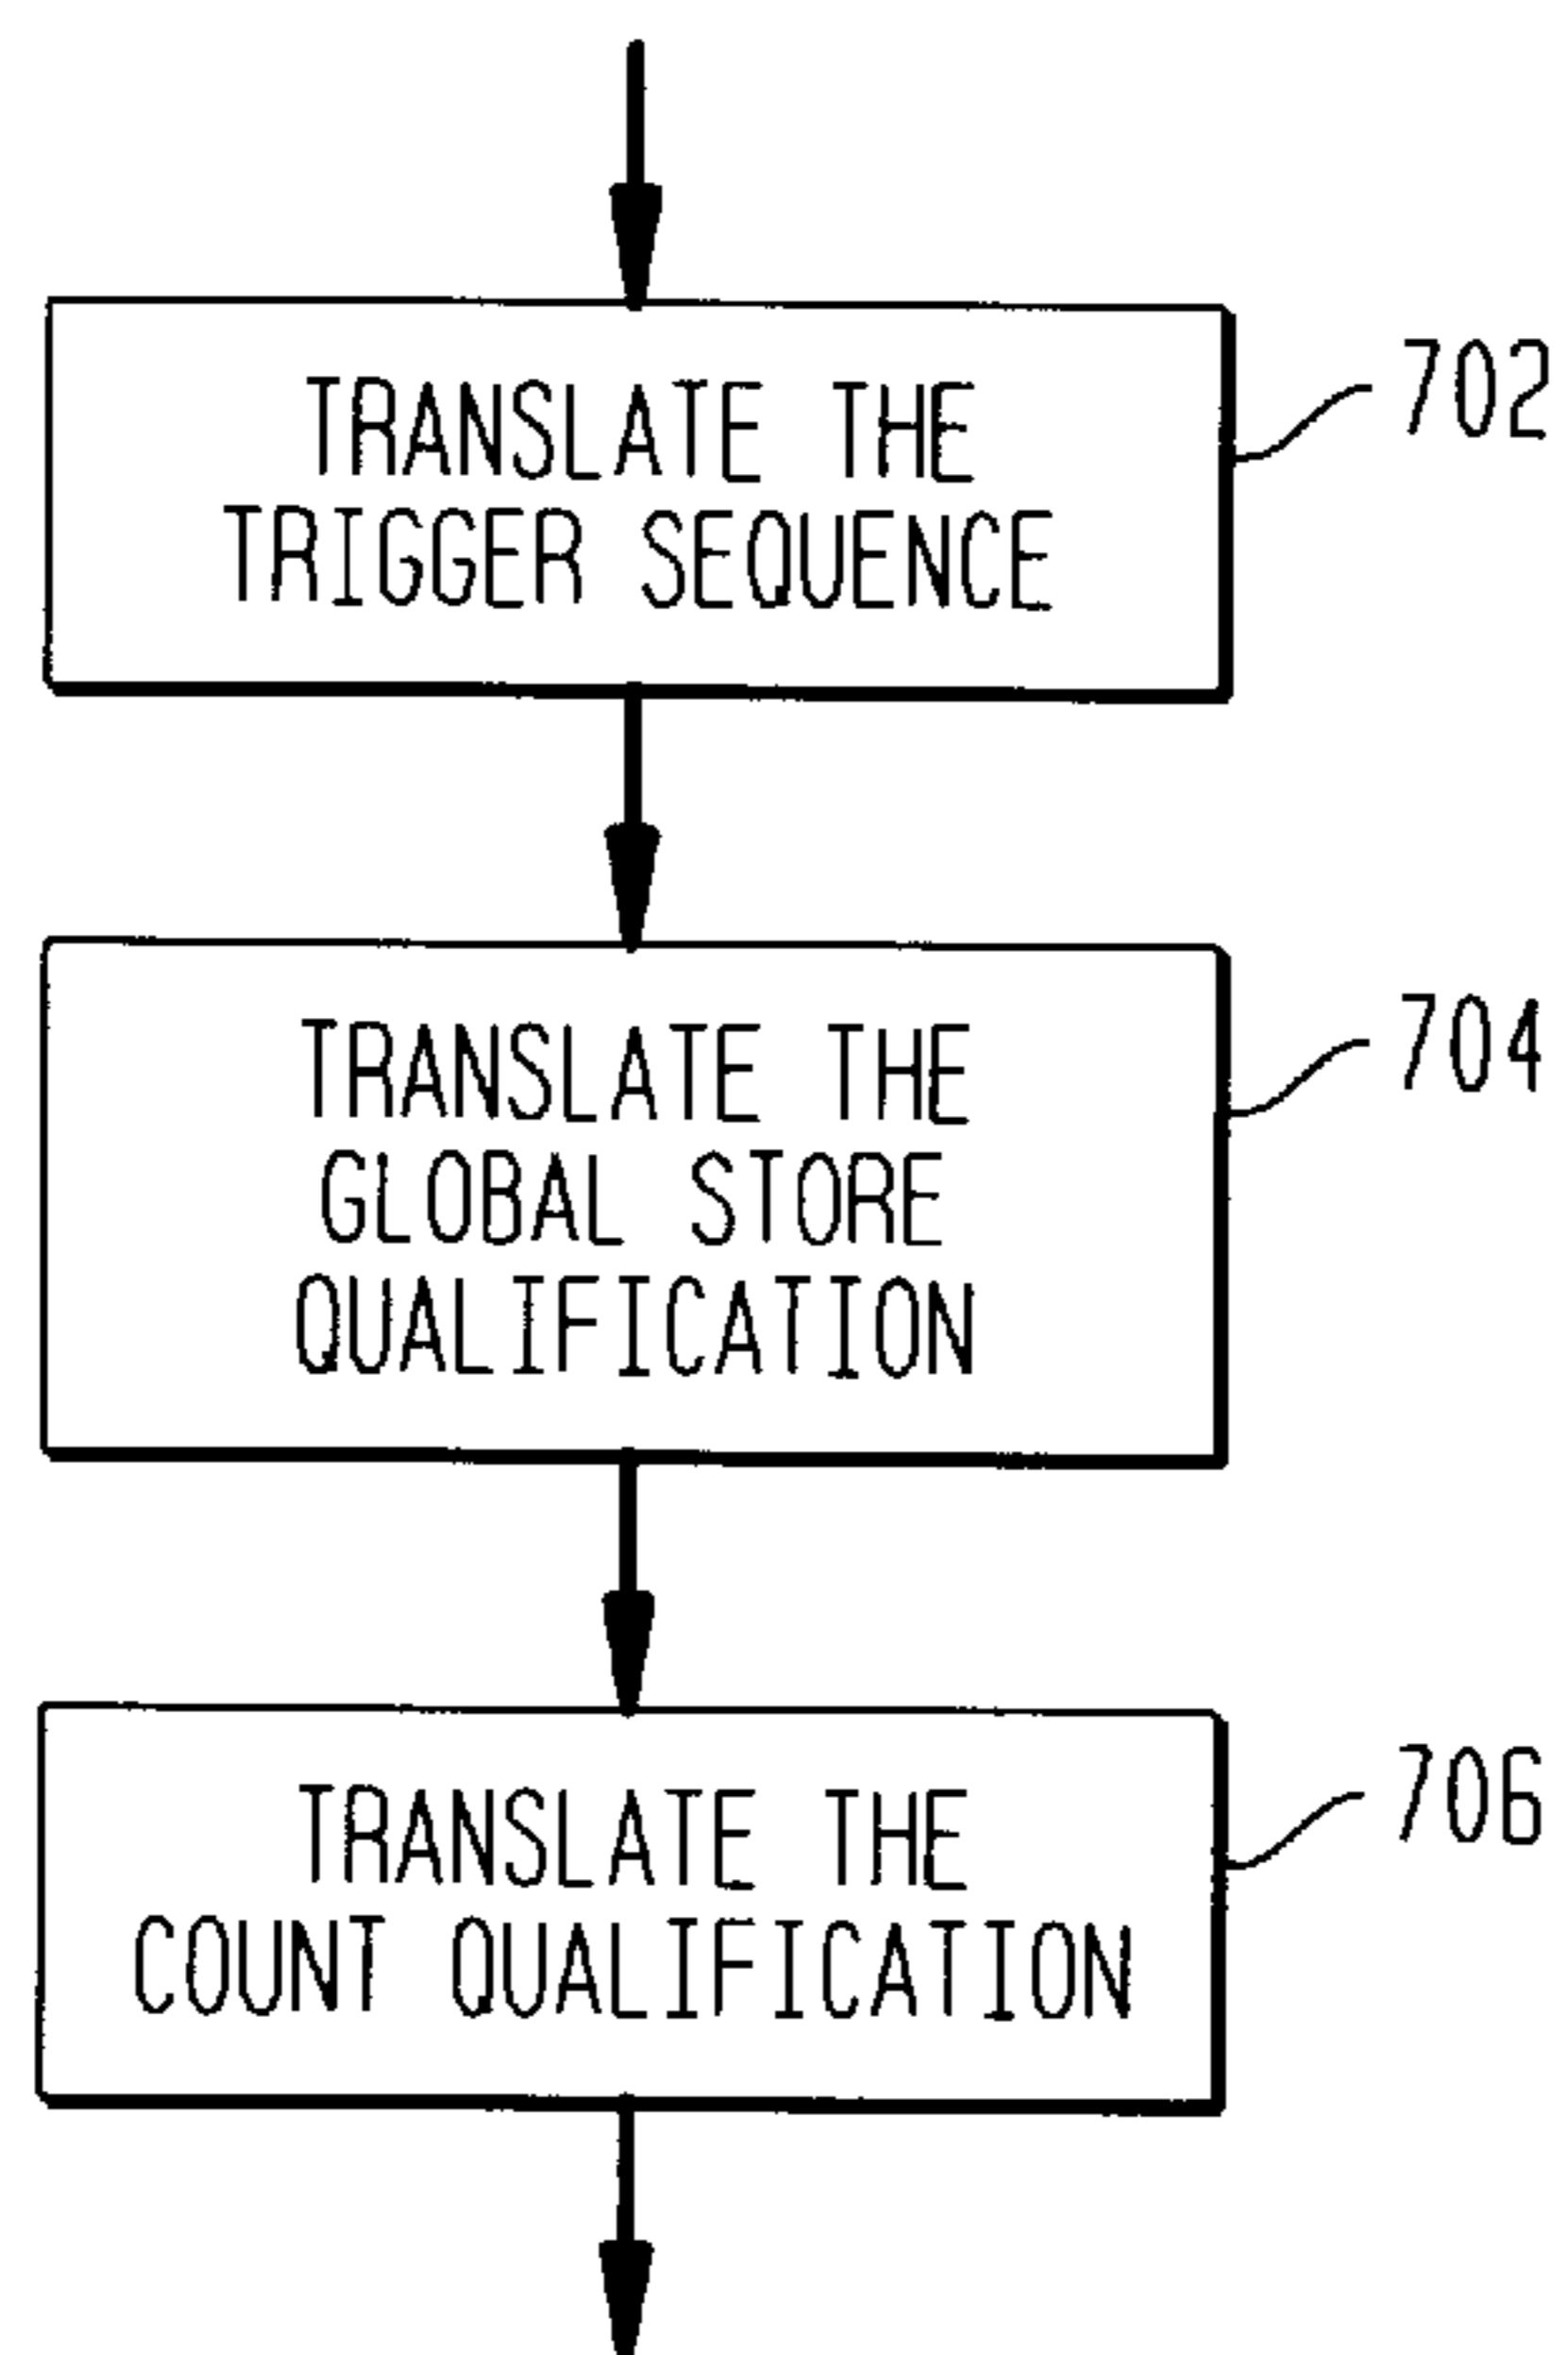 TRANSLATE THE
TRIGGER SEQUENCE
702
TRANSLATE THE
GLOBAL STORE
QUALIFICATION
704
TRANSLATE THE
COUNT QUALIFICATION
706